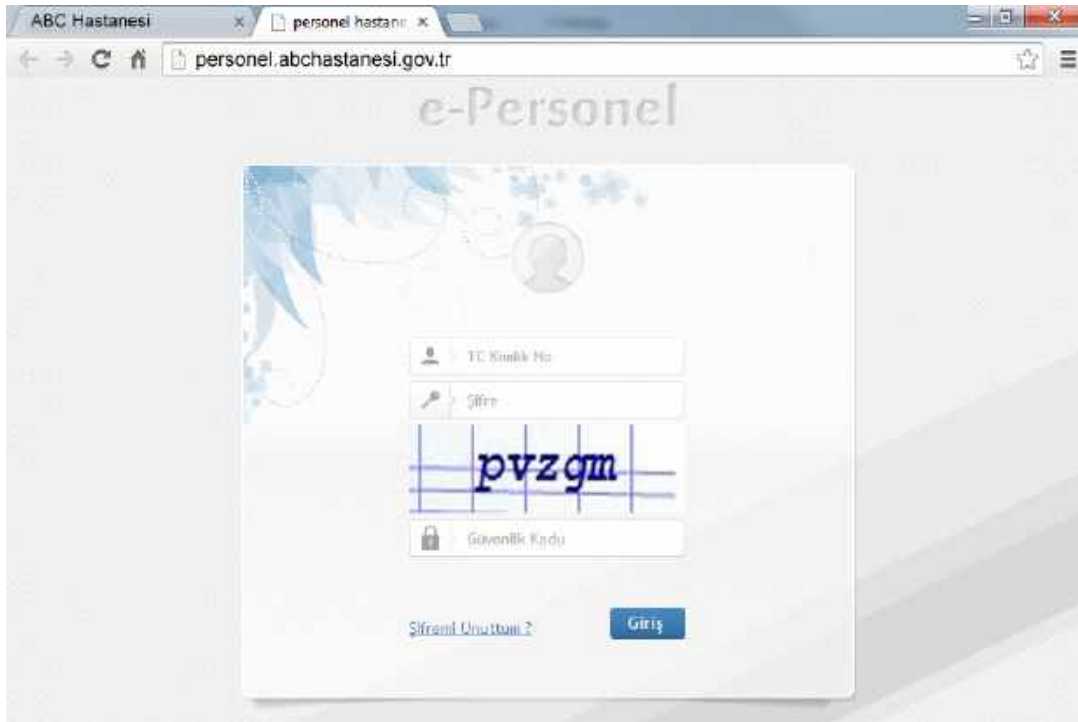 ABC Hastanesi
personel hastane
personel.abchastanesi.gov.tr
e-Personel
TC Kimlik No
Şifre
pvzgm
Güvenlik Kodu
Şifremi Unuttum ?
Giriş